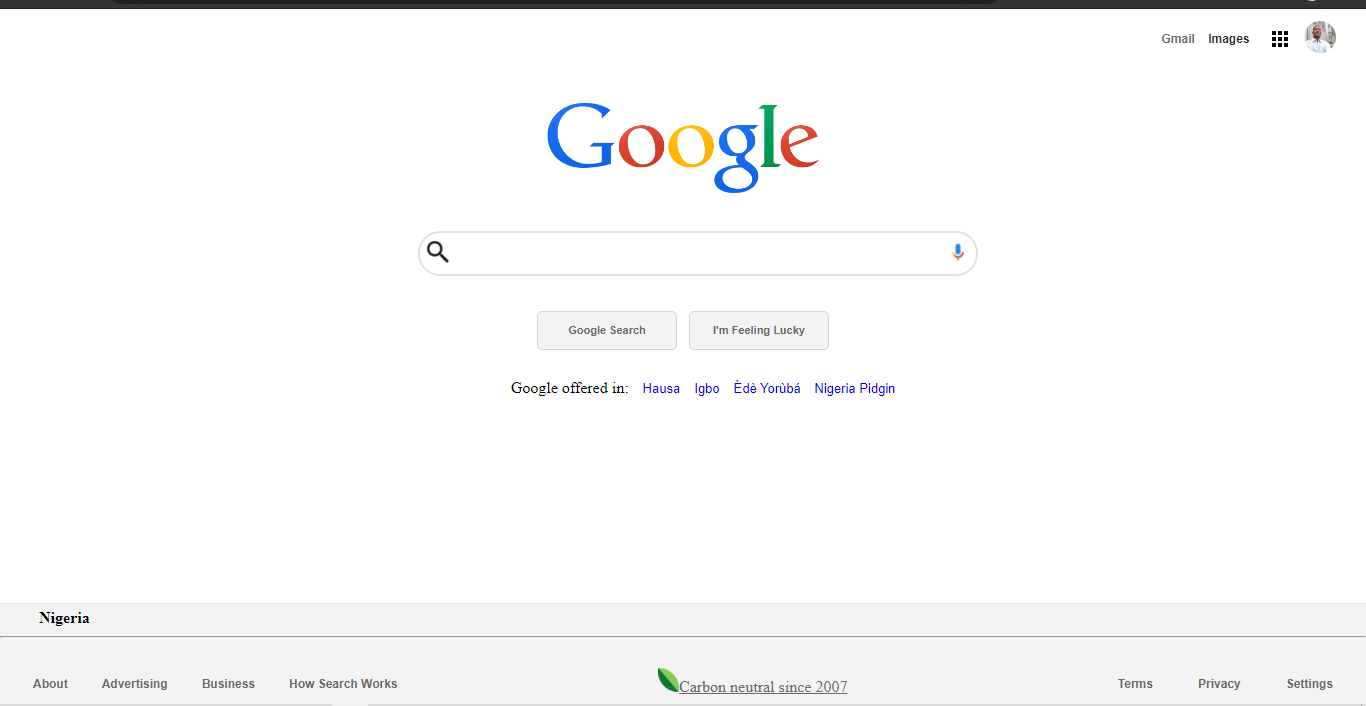 Gmail Images
Google
Google Search I'm Feeling Lucky
Google offered in: Hausa Igbo Èdè Yorùbá Nigeria Pidgin
Nigeria
About Advertising Business How Search Works Carbon neutral since 2007 Terms Privacy Settings